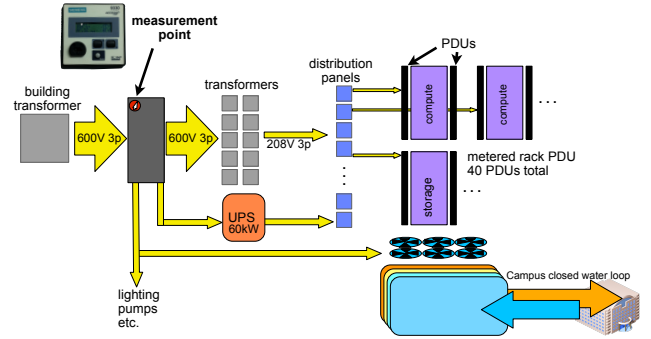 measurement
point
PDUs
distribution
panels
transformers
building
transformer
compute
compute
...
600V 3p
600V 3p
208V 3p
metered rack PDU
40 PDUs total
storage
...
UPS
60kW
Campus closed water loop
lighting
pumps
etc.